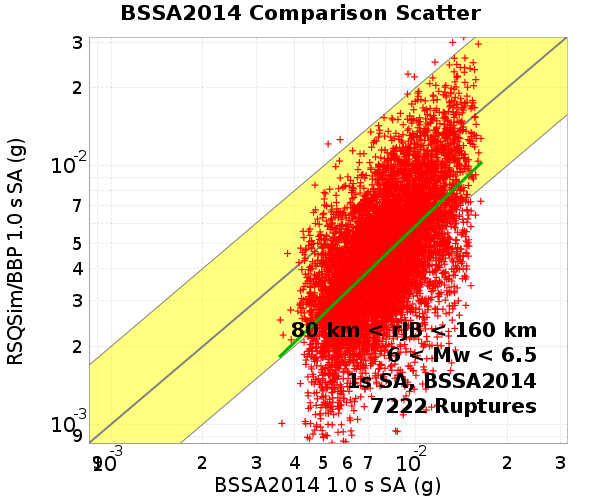 BSSA2014 Comparison Scatter
RSQSim/BBP 1.0 s SA (g)
3
2
10-2
7
5
4
3
2
10-3
9
80 km < rJB < 160 km
6 < Mw < 6.5
1s SA, BSSA2014
7222 Ruptures
9 10-3 2 3 4 5 6 7 10-2 2 3
BSSA2014 1.0 s SA (g)